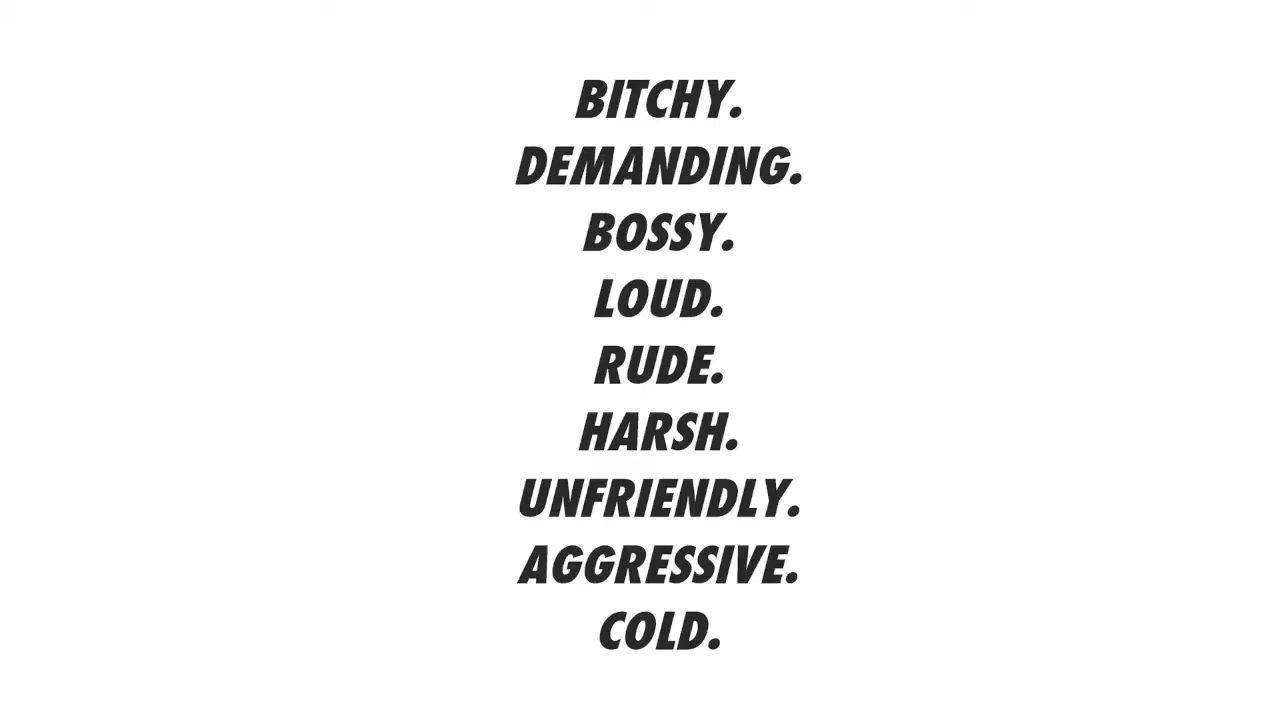 BITCHY.
DEMANDING.
BOSSY.
LOUD.
RUDE.
HARSH.
UNFRIENDLY.
AGGRESSIVE.
COLD.